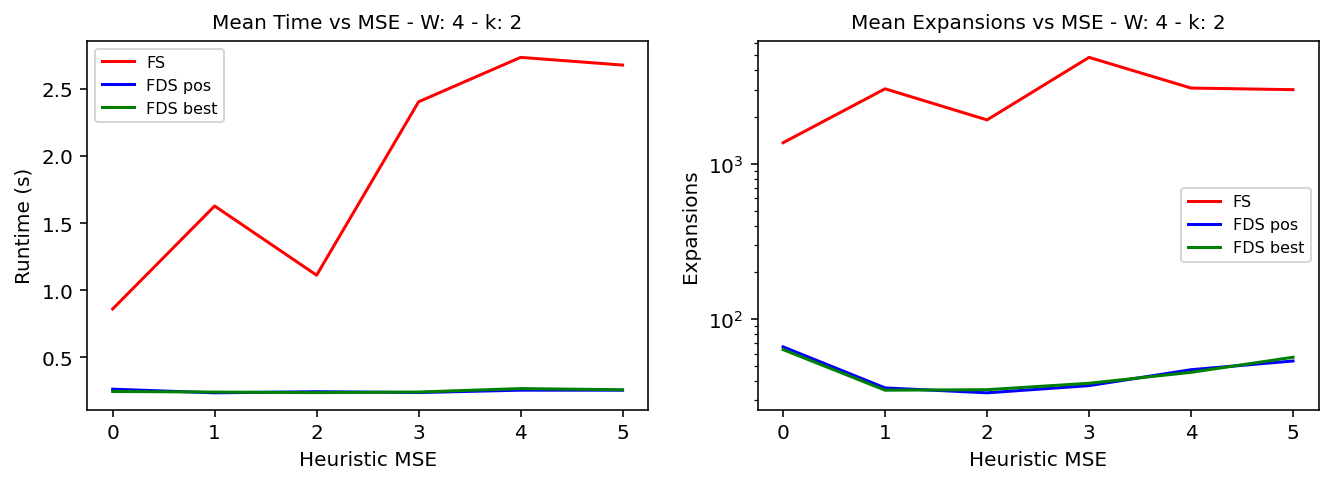 Mean Time vs MSE - W: 4 - k: 2
FS
FDS pos
FDS best
Runtime (s)
2.5
2.0
1.5
1.0
0.5
0 1 2 3 4 5
Heuristic MSE
Mean Expansions vs MSE - W: 4 - k: 2
Expansions
10³
10²
FS
FDS pos
FDS best
0 1 2 3 4 5
Heuristic MSE